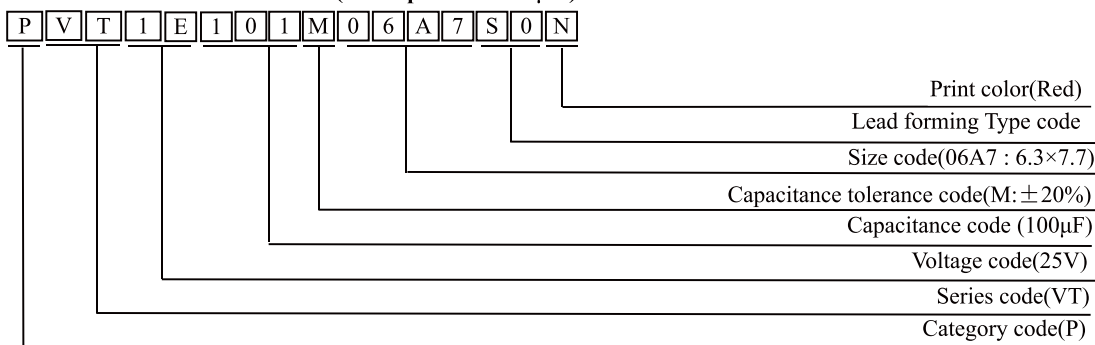 P V T 1 E 1 0 1 M 0 6 A 7 S 0 N
Print color(Red)
Lead forming Type code
Size code(06A7 : 6.3×7.7)
Capacitance tolerance code(M:±20%)
Capacitance code (100μF)
Voltage code(25V)
Series code(VT)
Category code(P)